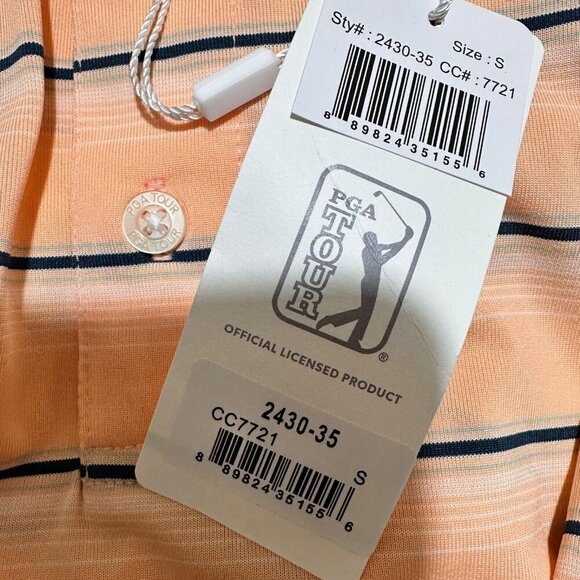 Sty# : 2430-35
Size : S
CC# : 7721
8 89824 35155 6
PGA
TOUR
®
OFFICIAL LICENSED PRODUCT
2430-35
CC7721
S
8 89824 35155 6
PGA TOUR
PGA TOUR